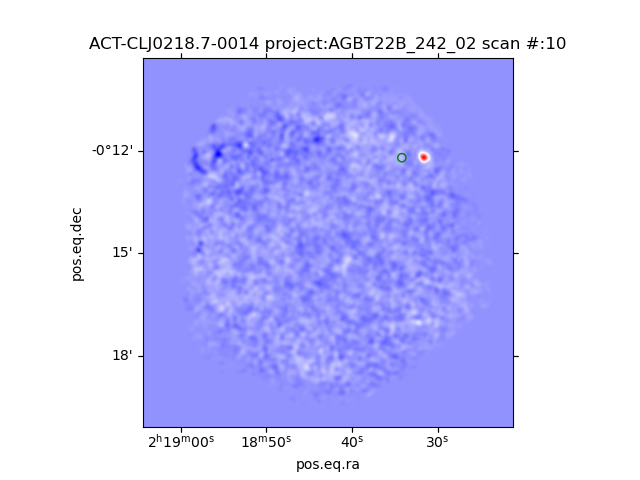 ACT-CLJ0218.7-0014 project:AGBT22B_242_02 scan #:10
-0°12'
15'
18'
pos.eq.dec
2h19m00s 18m50s 40s 30s
pos.eq.ra